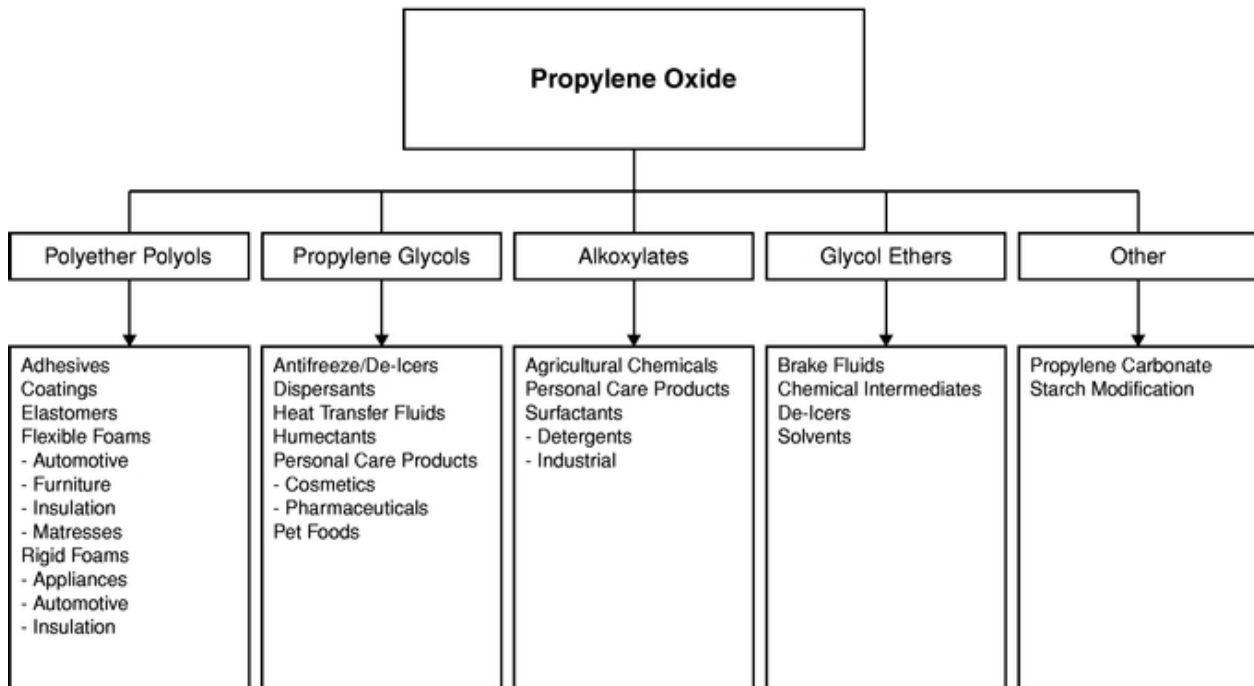 Propylene Oxide
Polyether Polyols
Propylene Glycols
Alkoxylates
Glycol Ethers
Other
Adhesives
Coatings
Elastomers
Flexible Foams
- Automotive
- Furniture
- Insulation
- Matresses
Rigid Foams
- Appliances
- Automotive
- Insulation
Antifreeze/De-Icers
Dispersants
Heat Transfer Fluids
Humectants
Personal Care Products
- Cosmetics
- Pharmaceuticals
Pet Foods
Agricultural Chemicals
Personal Care Products
Surfactants
- Detergents
- Industrial
Brake Fluids
Chemical Intermediates
De-Icers
Solvents
Propylene Carbonate
Starch Modification